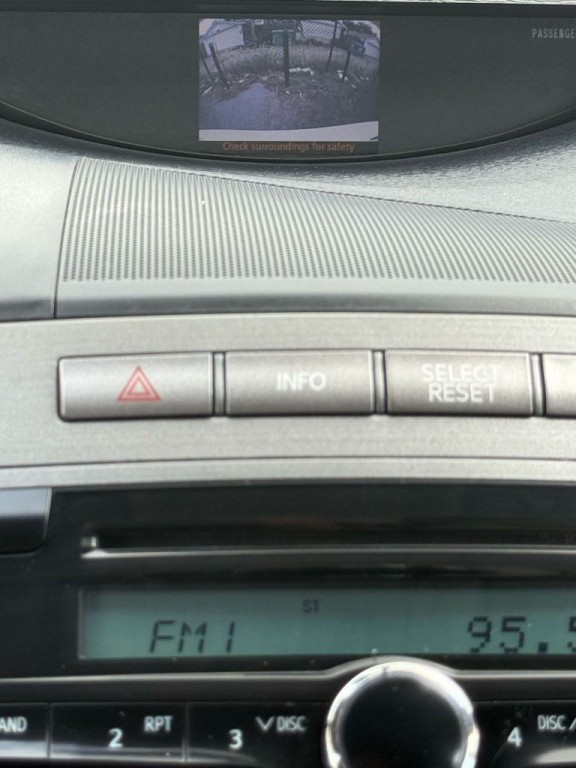 PASSENGE
Check surroundings for safety
INFO
SELECT
RESET
ST
FM1 95.5
AND 2 RPT 3 DISC 4 DISC